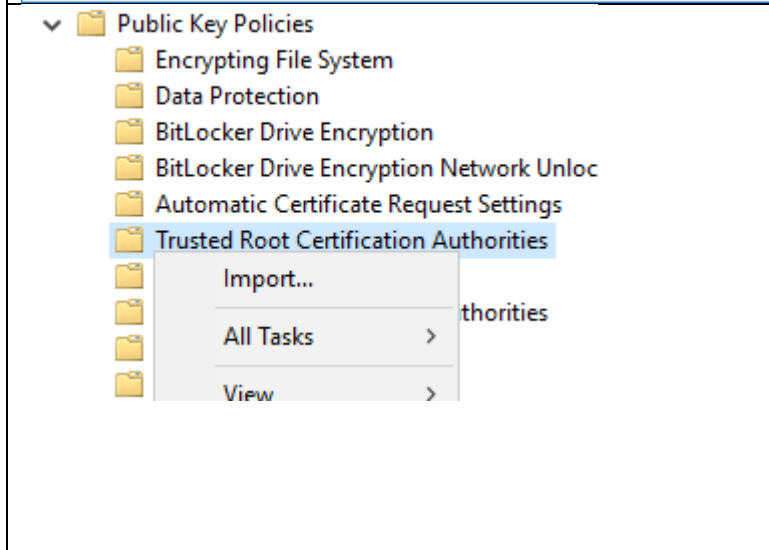 Public Key Policies
Encrypting File System
Data Protection
BitLocker Drive Encryption
BitLocker Drive Encryption Network Unloc
Automatic Certificate Request Settings
Trusted Root Certification Authorities
Import...
thorities
All Tasks
View